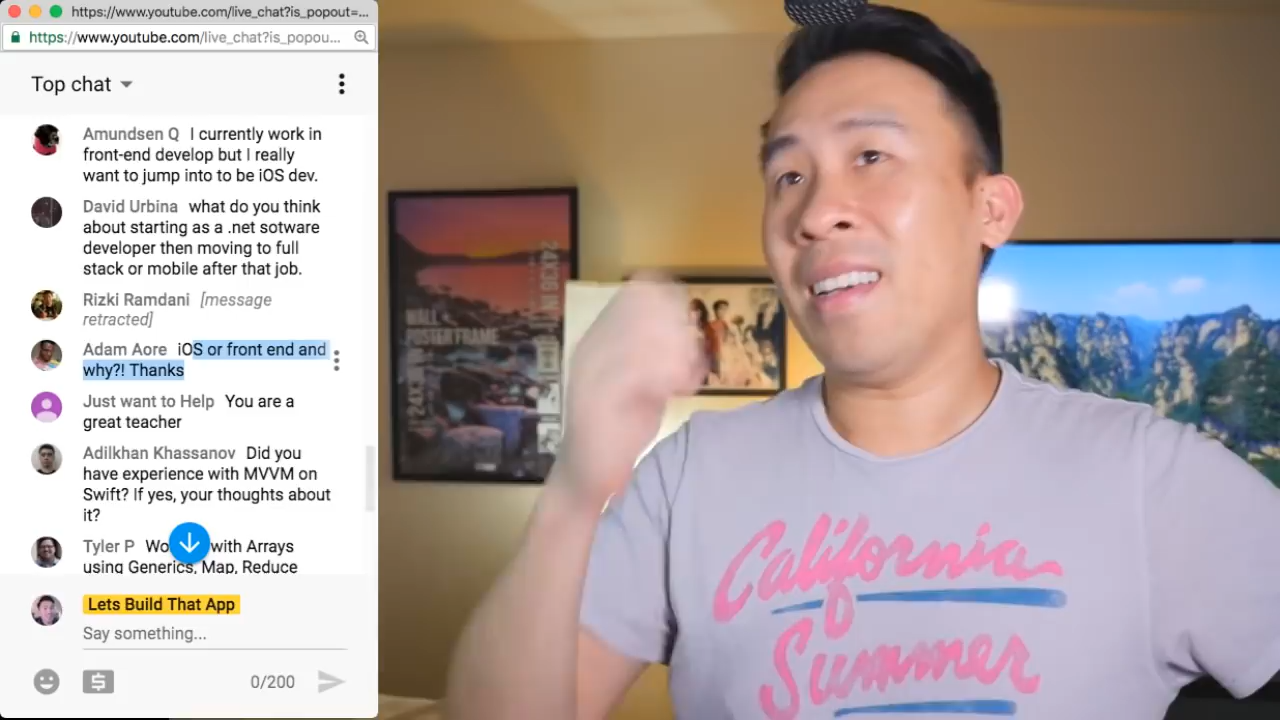 https://www.youtube.com/live_chat?is_popout=...
https://www.youtube.com/live_chat?is_popou...
Top chat
Amundsen Q I currently work in
front-end develop but I really
want to jump into to be iOS dev.
David Urbina what do you think
about starting as a .net sotware
developer then moving to full
stack or mobile after that job.
Rizki Ramdani [message
retracted]
Adam Aore iOS or front end and
why?! Thanks
Just want to Help You are a
great teacher
Adilkhan Khassanov Did you
have experience with MVVM on
Swift? If yes, your thoughts about
it?
Tyler P with Arrays
using Generics, Map, Reduce
Lets Build That App
Say something...
0/200
24X36 IN
WALL
POSTER FRAME
California
Summer